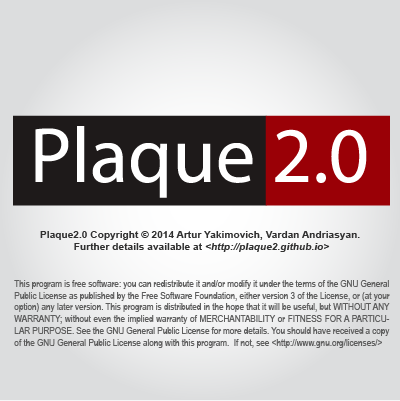 Plaque 2.0
Plaque2.0 Copyright © 2014 Artur Yakimovich, Vardan Andriasyan.
Further details available at <http://plaque2.github.io>
This program is free software: you can redistribute it and/or modify it under the terms of the GNU General
Public License as published by the Free Software Foundation, either version 3 of the License, or (at your
option) any later version. This program is distributed in the hope that it will be useful, but WITHOUT ANY
WARRANTY; without even the implied warranty of MERCHANTABILITY or FITNESS FOR A PARTICU-
LAR PURPOSE. See the GNU General Public License for more details. You should have received a copy
of the GNU General Public License along with this program.  If not, see <http://www.gnu.org/licenses/>